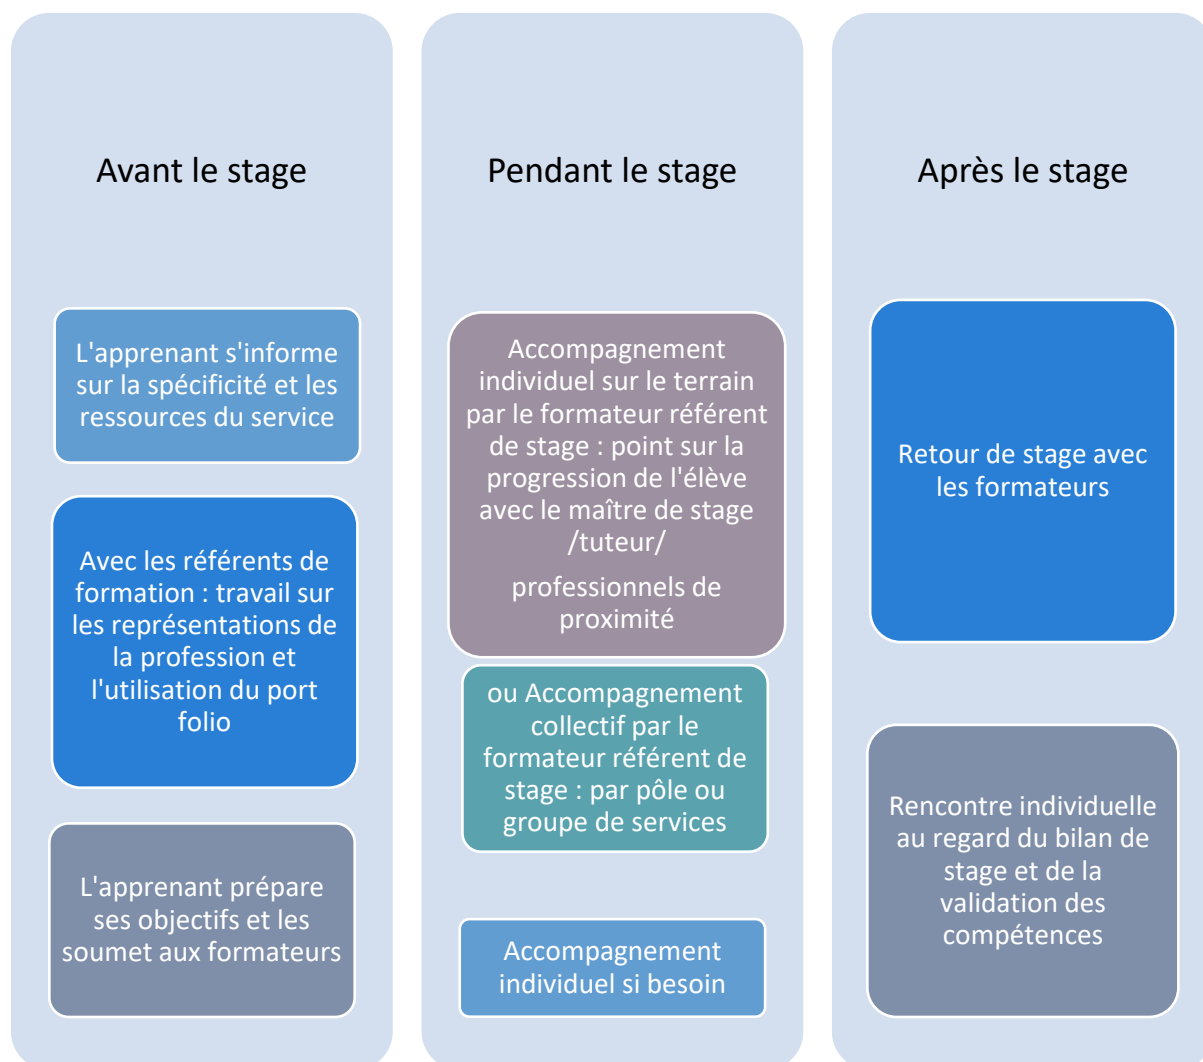 Avant le stage
L'apprenant s'informe
sur la spécificité et les
ressources du service
Avec les référents de
formation : travail sur
les représentations de
la profession et
l'utilisation du port
folio
L'apprenant prépare
ses objectifs et les
soumet aux formateurs
Pendant le stage
Accompagnement
individuel sur le terrain
par le formateur référent
de stage : point sur la
progression de l'élève
avec le maître de stage
/tuteur/
professionnels de
proximité
ou Accompagnement
collectif par le
formateur référent de
stage : par pôle ou
groupe de services
Accompagnement
individuel si besoin
Après le stage
Retour de stage avec
les formateurs
Rencontre individuelle
au regard du bilan de
stage et de la
validation des
compétences